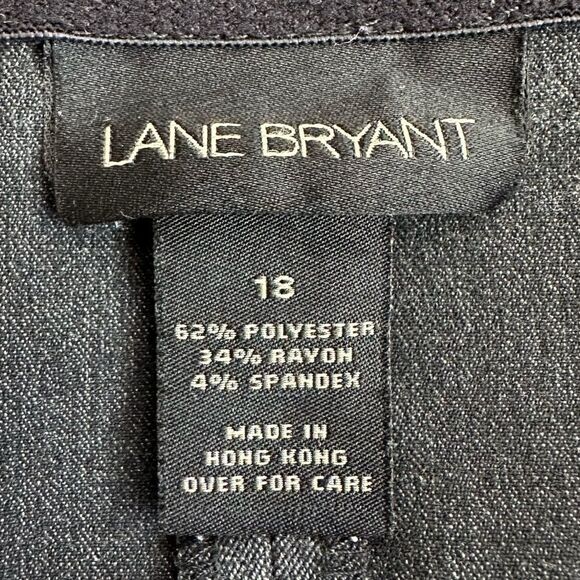 LANE BRYANT
18
62% POLYESTER
34% RAYON
4% SPANDEX
MADE IN
HONG KONG
OVER FOR CARE